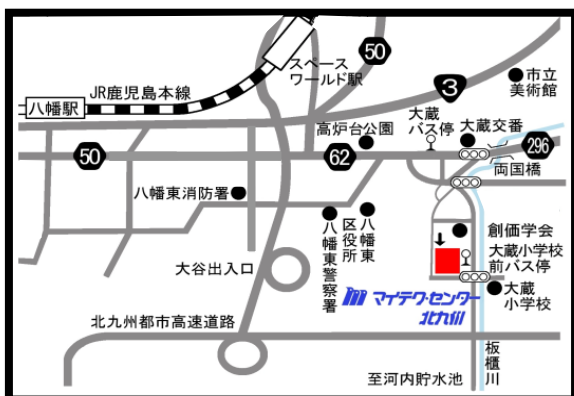 50
スペース
ワールド駅
JR鹿児島本線
八幡駅
3
市立
美術館
大蔵
バス停
大蔵交番
高炉台公園
296
50
62
両国橋
八幡東消防署
八幡東
区役所
八幡東警察署
創価学会
大蔵小学校
前バス停
大谷出入口
マイテク・センター
北九州
大蔵
小学校
北九州都市高速道路
板櫃川
至河内貯水池